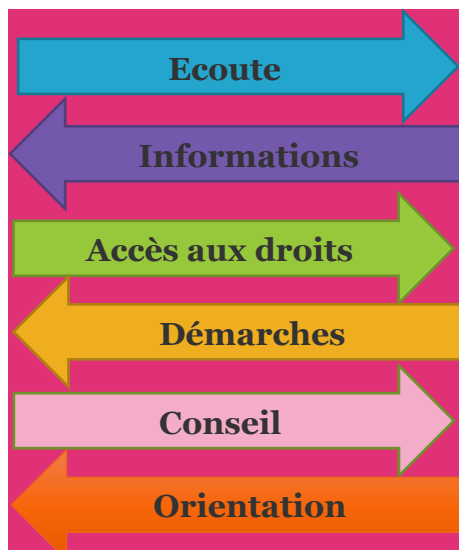 Ecoute
Informations
Accès aux droits
Démarches
Conseil
Orientation